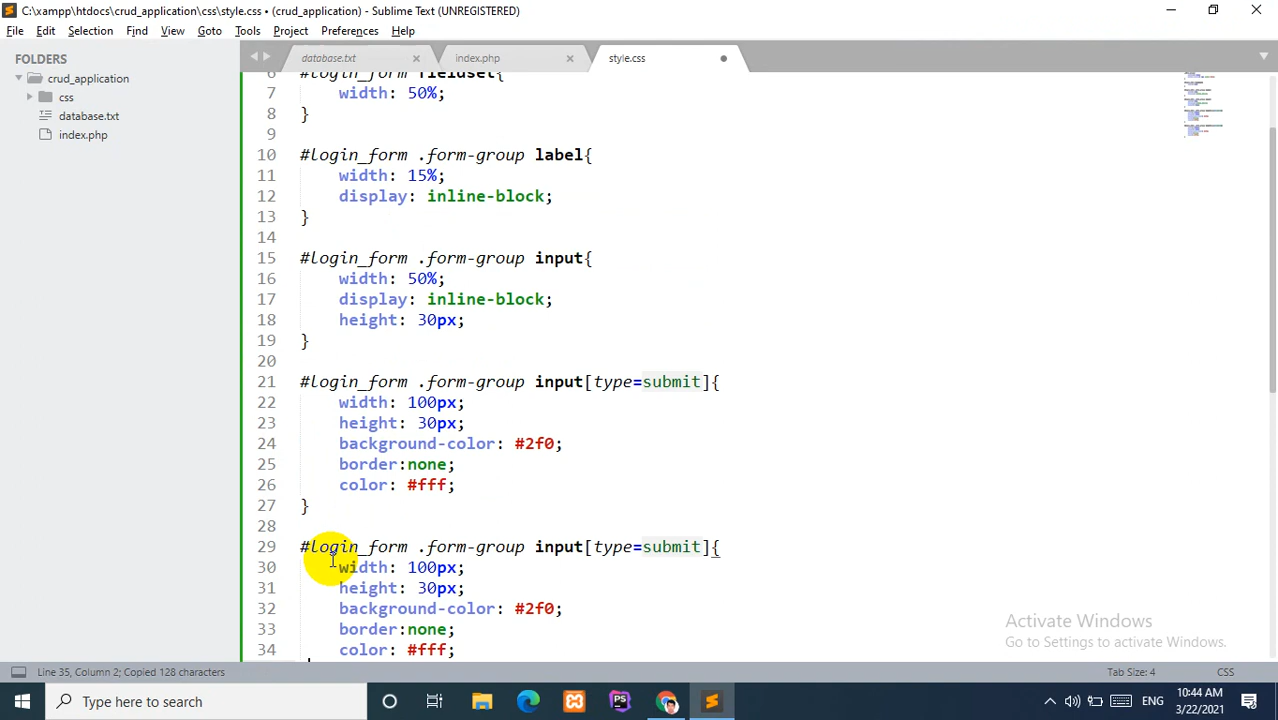 C:\xampp\htdocs\crud_application\css\style.css • (crud_application) - Sublime Text (UNREGISTERED)
File Edit Selection Find View Goto Tools Project Preferences Help
FOLDERS
crud_application
css
database.txt
index.php
database.txt
index.php
style.css
6 #login_form fieldset{
7 width: 50%;
8 }
9
10 #login_form .form-group label{
11 width: 15%;
12 display: inline-block;
13 }
14
15 #login_form .form-group input{
16 width: 50%;
17 display: inline-block;
18 height: 30px;
19 }
20
21 #login_form .form-group input[type=submit]{
22 width: 100px;
23 height: 30px;
24 background-color: #2f0;
25 border:none;
26 color: #fff;
27 }
28
29 #login_form .form-group input[type=submit]{
30 width: 100px;
31 height: 30px;
32 background-color: #2f0;
33 border:none;
34 color: #fff;
Activate Windows
Go to Settings to activate Windows.
Line 35, Column 2; Copied 128 characters
Tab Size: 4
CSS
Type here to search
ENG
10:44 AM
3/22/2021